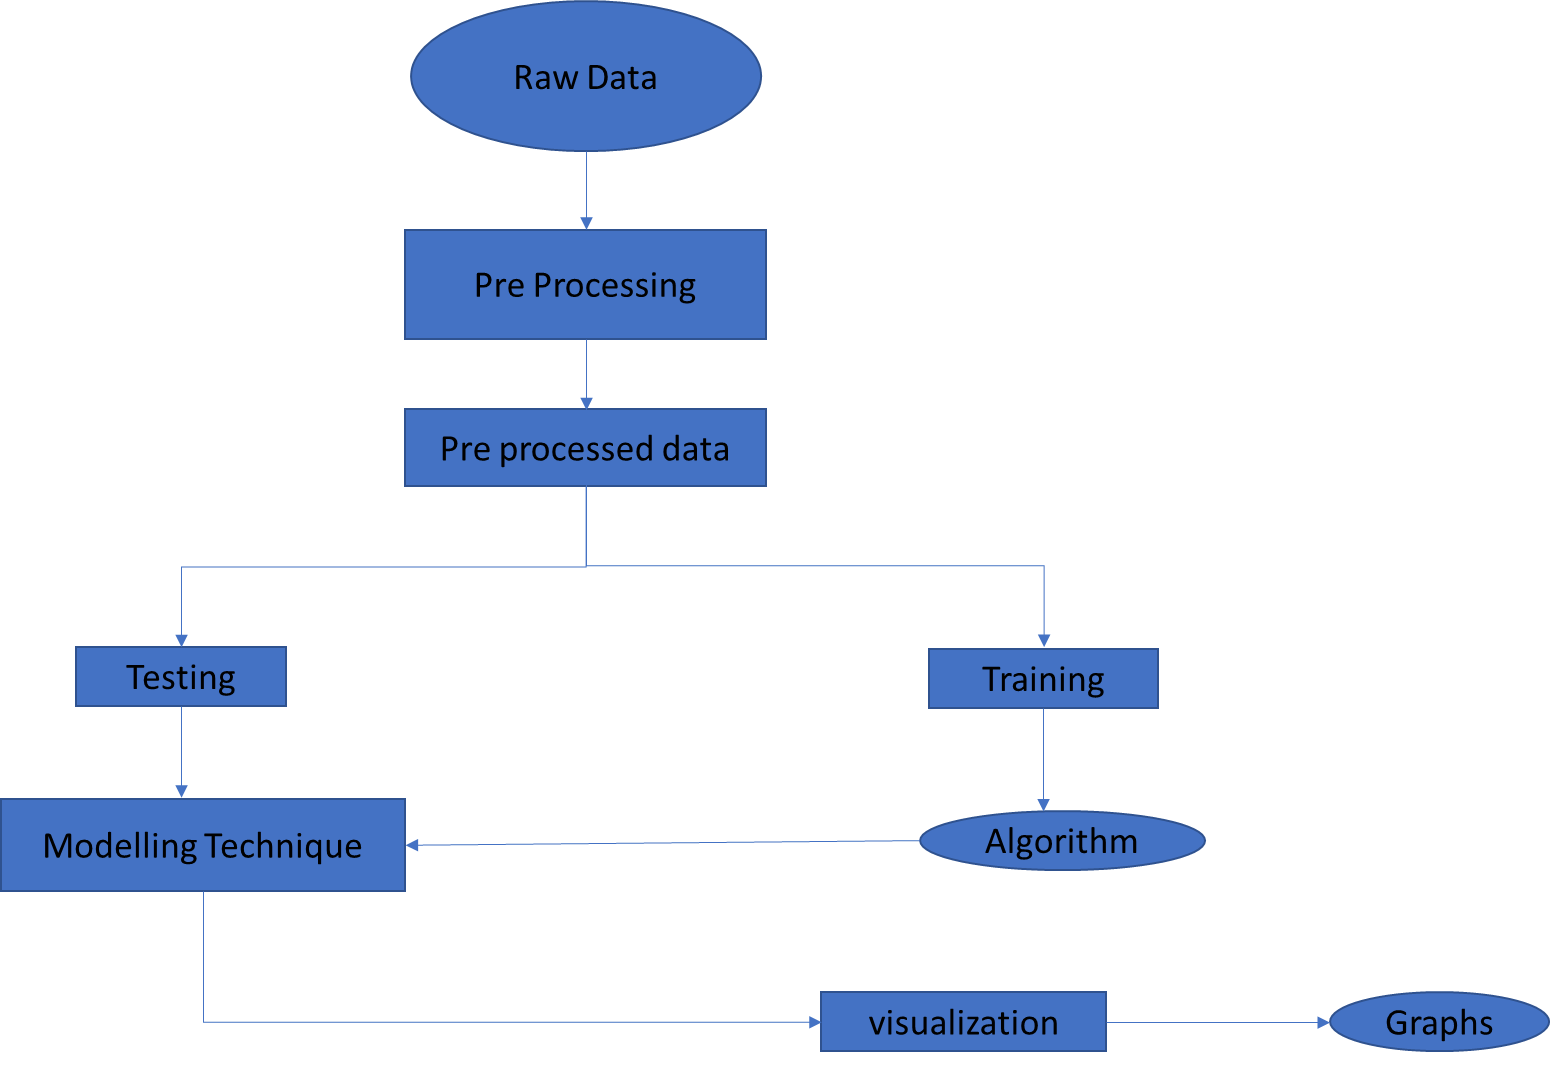 Raw Data
Pre Processing
Pre processed data
Testing
Training
Modelling Technique
Algorithm
visualization
Graphs